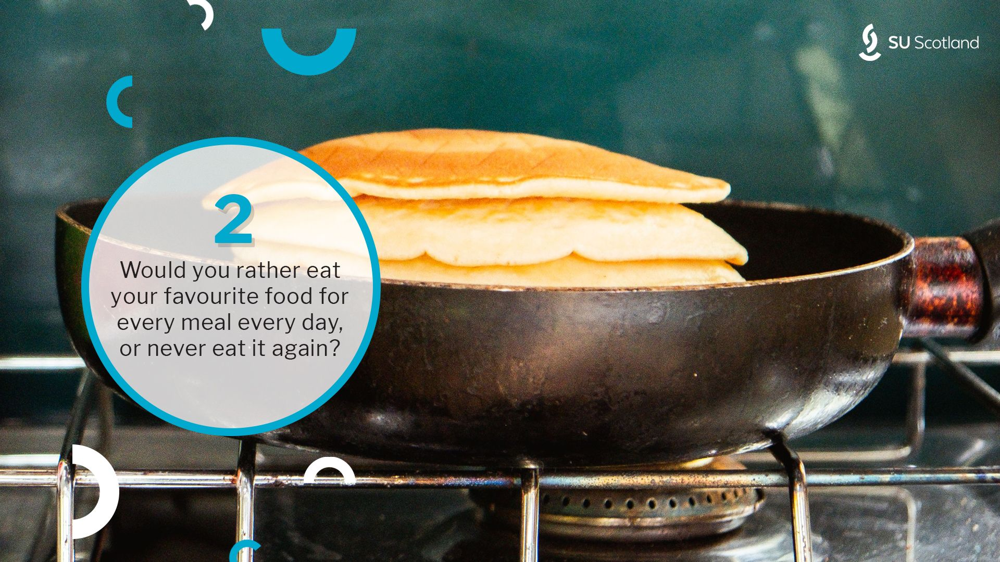 SU Scotland
2
Would you rather eat
your favourite food for
every meal every day,
or never eat it again?